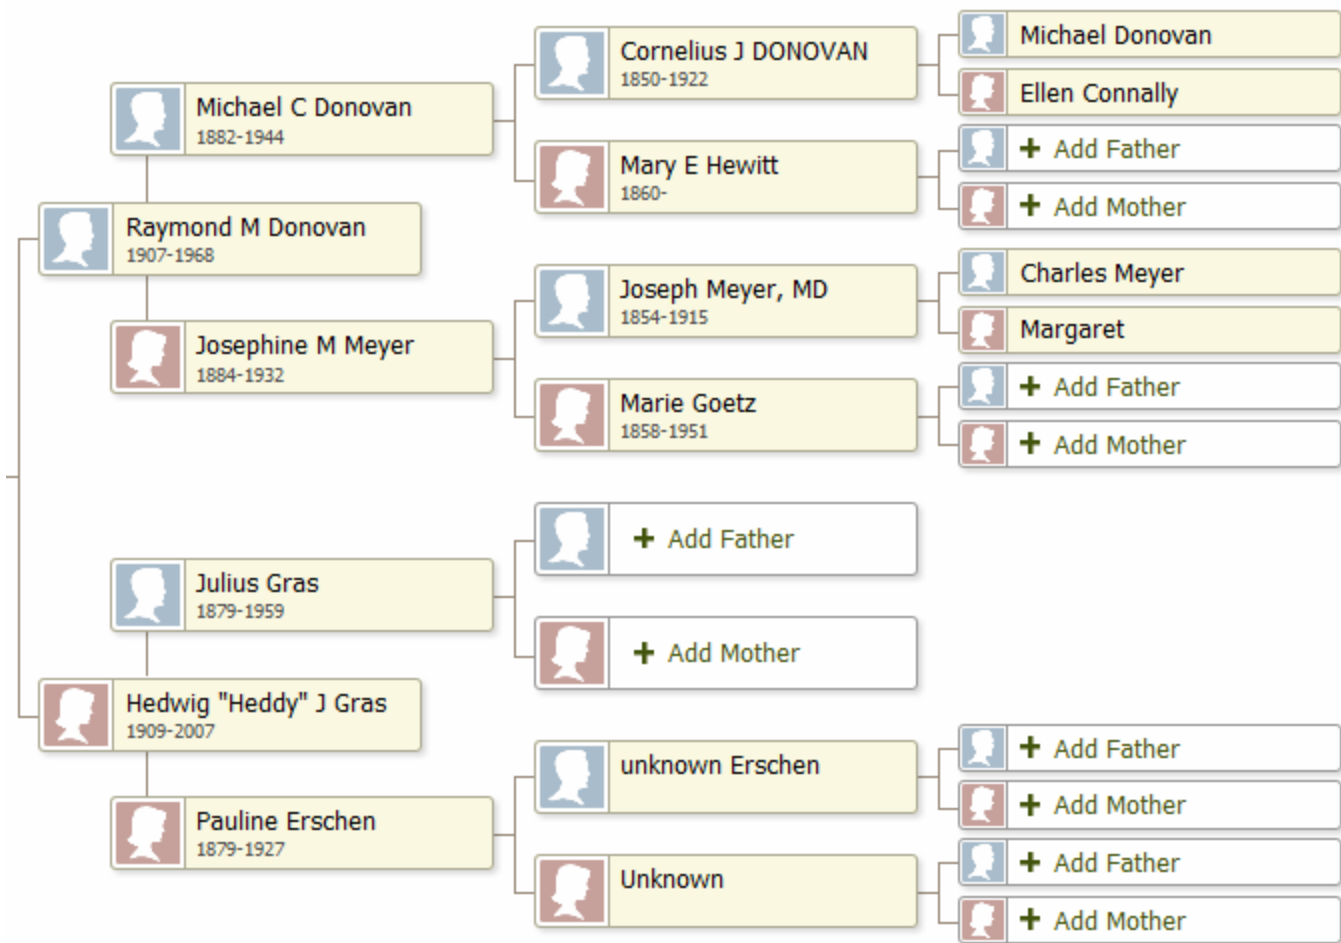 Cornelius J DONOVAN
1850-1922
Michael Donovan
Ellen Connally
Michael C Donovan
1882-1944
Mary E Hewitt
1860-
+ Add Father
+ Add Mother
Raymond M Donovan
1907-1968
Joseph Meyer, MD
1854-1915
Charles Meyer
Margaret
Josephine M Meyer
1884-1932
Marie Goetz
1858-1951
+ Add Father
+ Add Mother
+ Add Father
Julius Gras
1879-1959
+ Add Mother
Hedwig "Heddy" J Gras
1909-2007
unknown Erschen
+ Add Father
+ Add Mother
Pauline Erschen
1879-1927
Unknown
+ Add Father
+ Add Mother